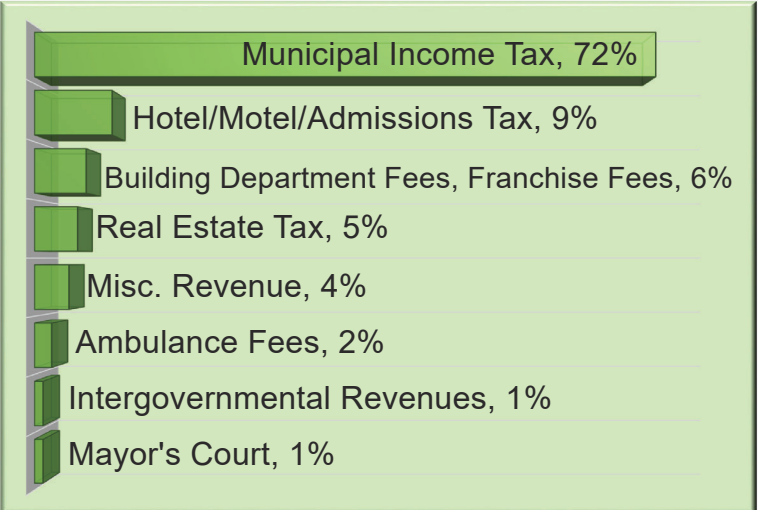 Municipal Income Tax, 72%
Hotel/Motel/Admissions Tax, 9%
Building Department Fees, Franchise Fees, 6%
Real Estate Tax, 5%
Misc. Revenue, 4%
Ambulance Fees, 2%
Intergovernmental Revenues, 1%
Mayor's Court, 1%